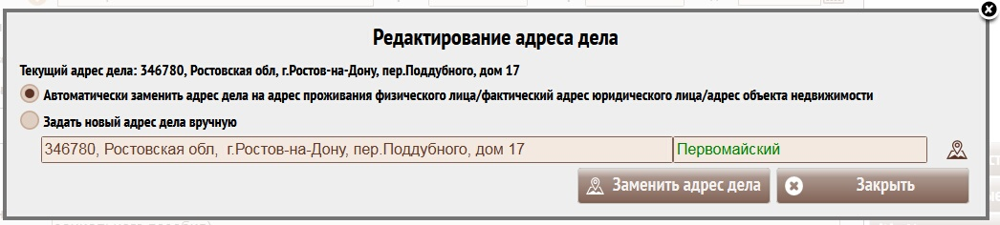 Редактирование адреса дела
Текущий адрес дела: 346780, Ростовская обл, г.Ростов-на-Дону, пер.Поддубного, дом 17
Автоматически заменить адрес дела на адрес проживания физического лица/фактический адрес юридического лица/адрес объекта недвижимости
Задать новый адрес дела вручную
346780, Ростовская обл, г.Ростов-на-Дону, пер.Поддубного, дом 17 Первомайский
Заменить адрес дела Закрыть